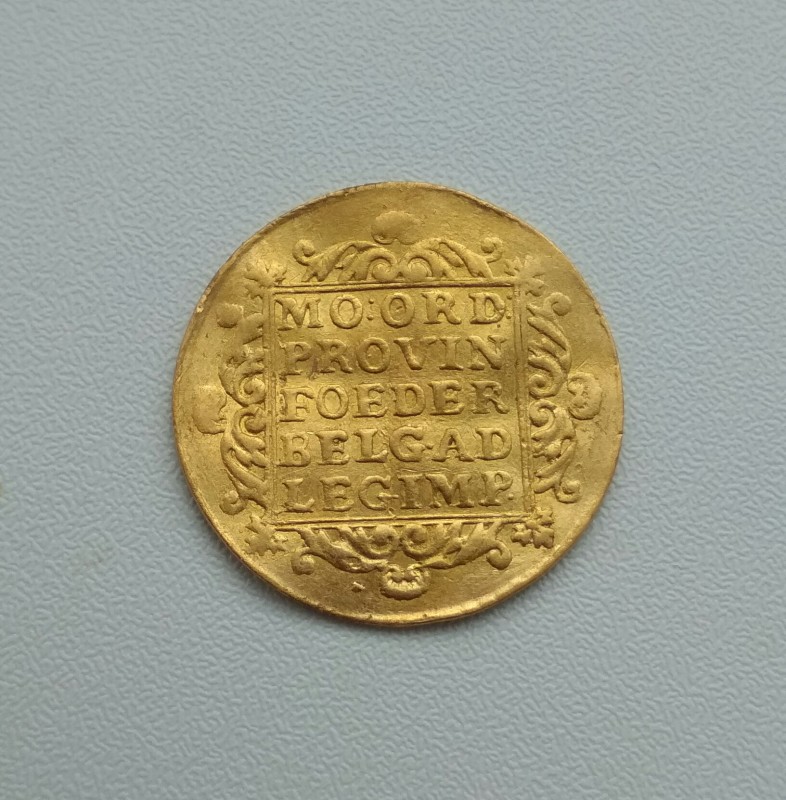 MO:ORD:
PROVIN
FOEDER
BELG·AD
LEG·IMP.